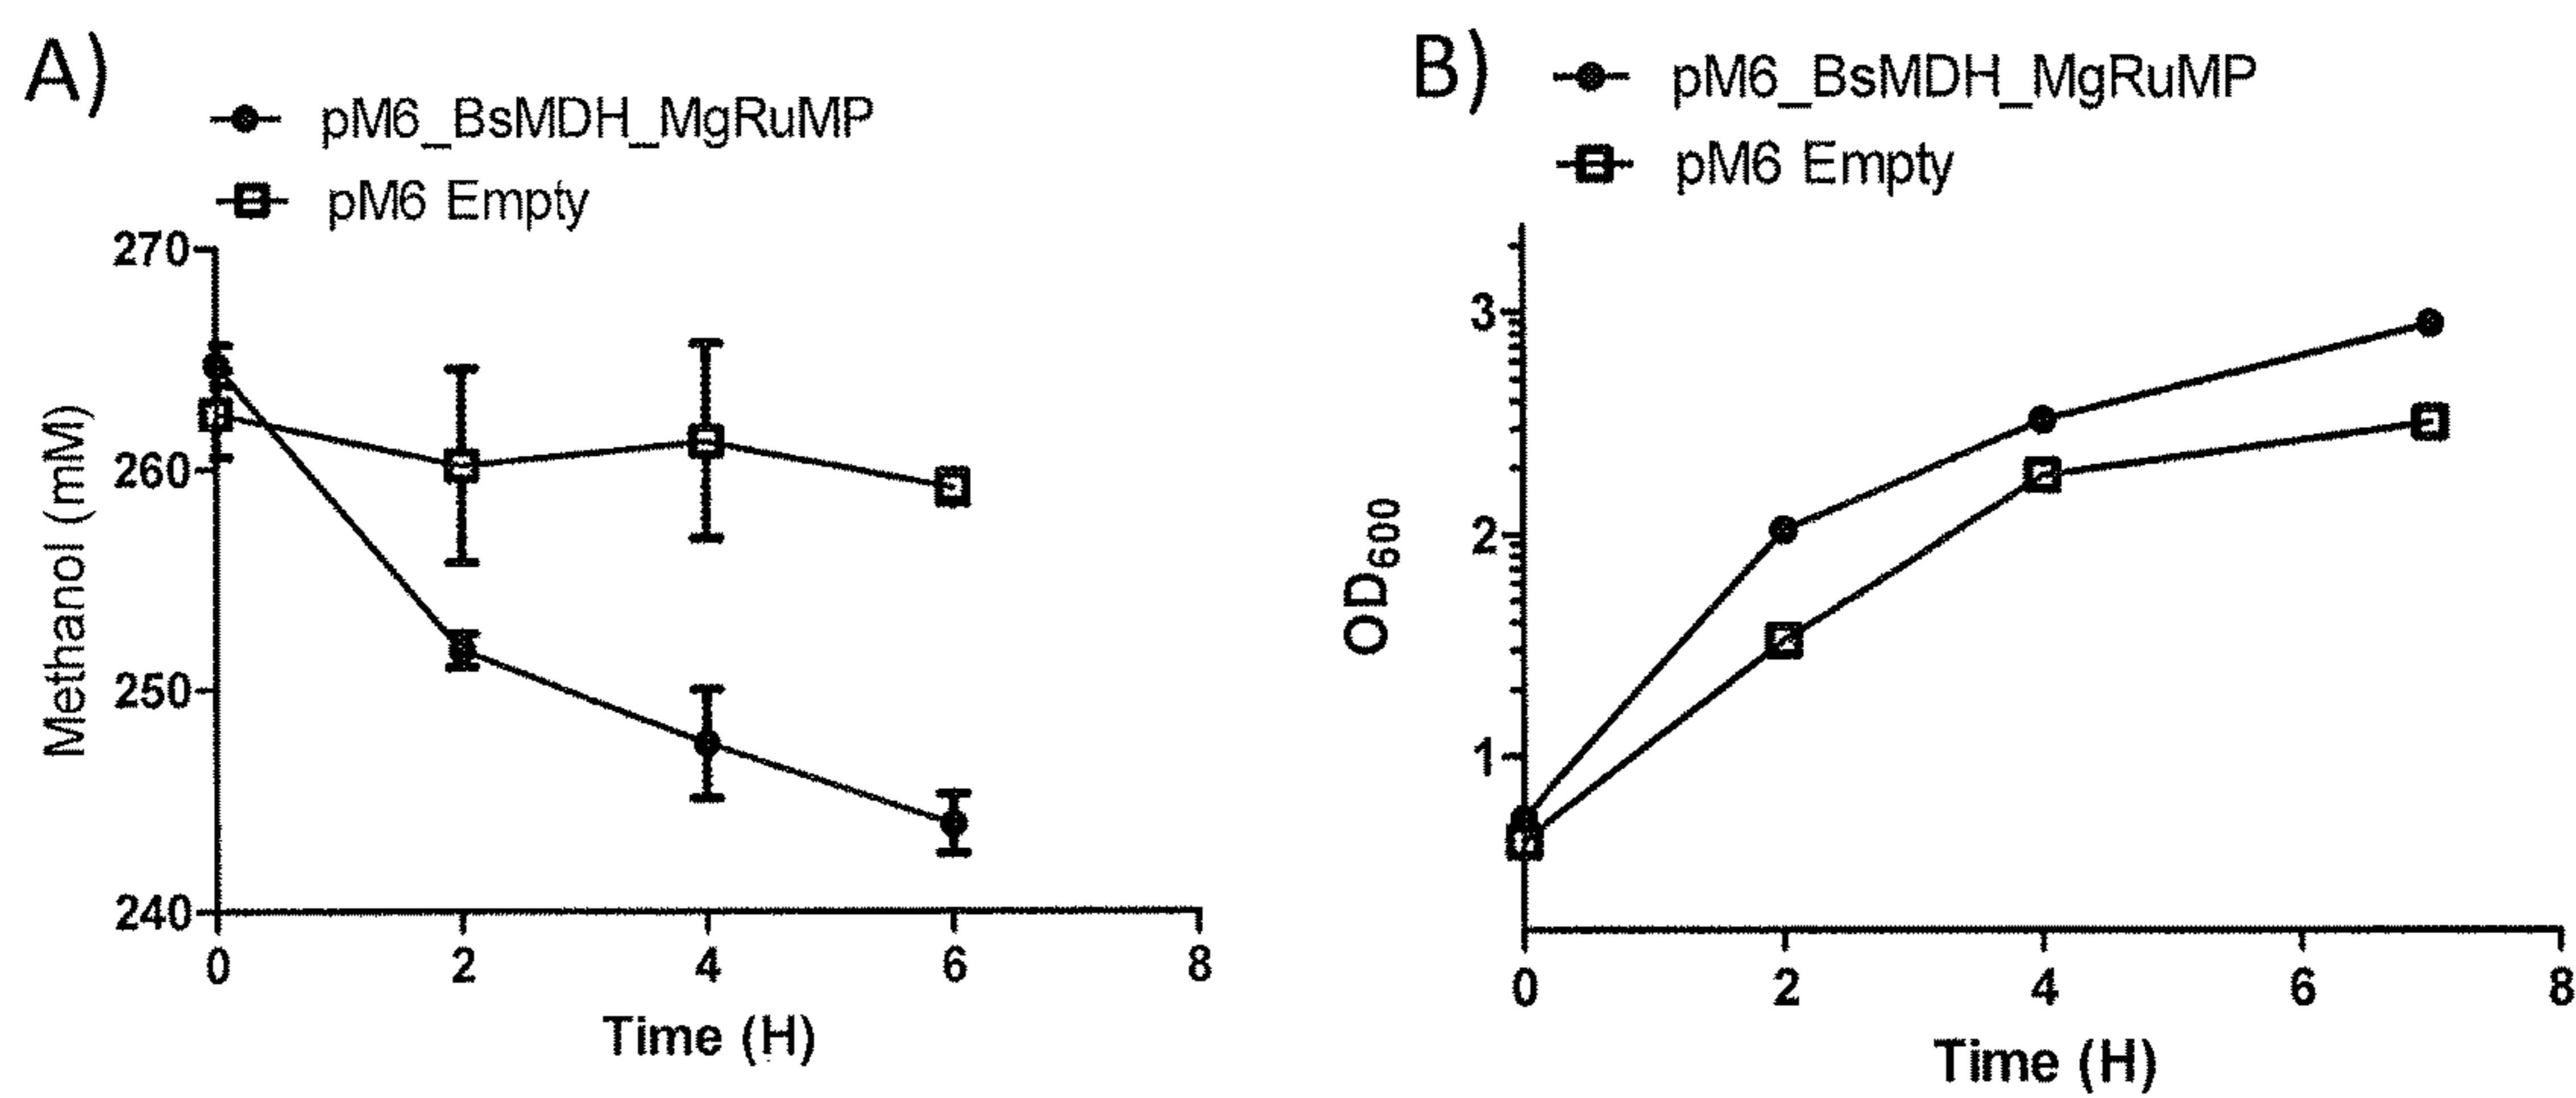 A)
pM6_BsMDH_MgRuMP
pM6 Empty
270
260
250
240
Methanol (mM)
0 2 4 6 8
Time (H)
B)
pM6_BsMDH_MgRuMP
pM6 Empty
3
2
1
OD600
0 2 4 6 8
Time (H)